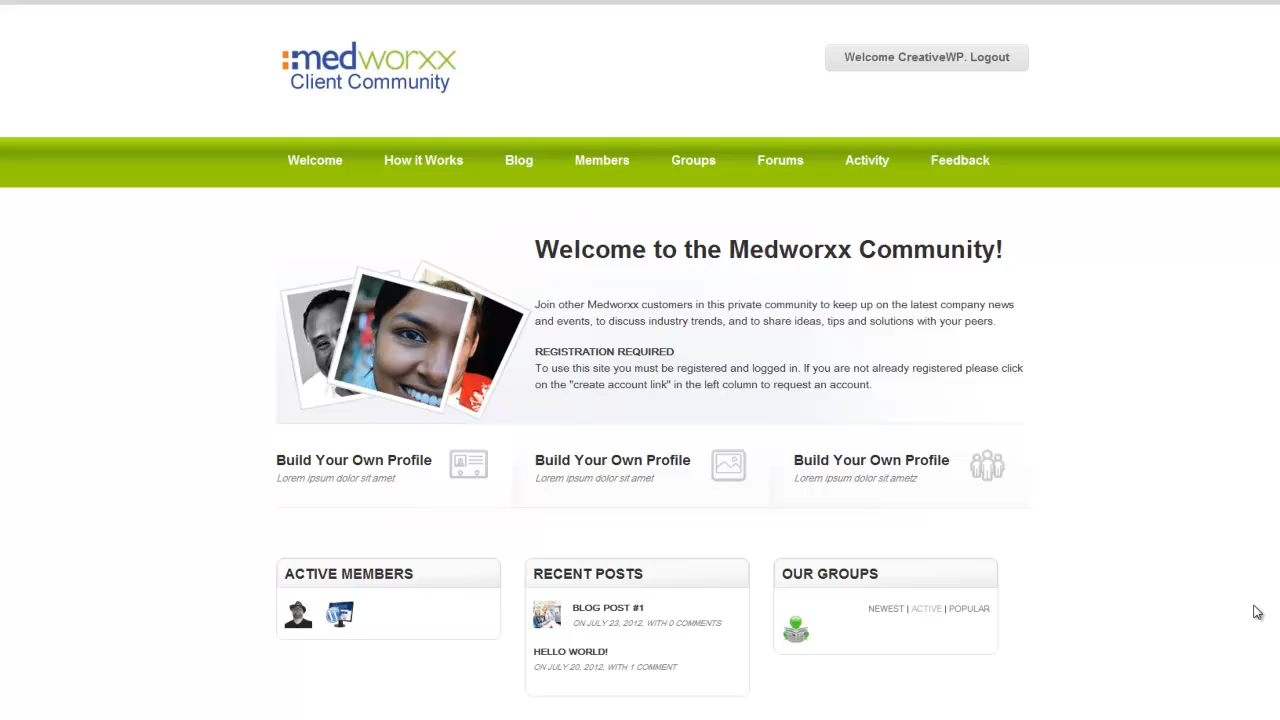 medworxx
Client Community
Welcome CreativeWP. Logout
Welcome How it Works Blog Members Groups Forums Activity Feedback
Welcome to the Medworxx Community!
Join other Medworxx customers in this private community to keep up on the latest company news
and events, to discuss industry trends, and to share ideas, tips and solutions with your peers.
REGISTRATION REQUIRED
To use this site you must be registered and logged in. If you are not already registered please click
on the "create account link" in the left column to request an account.
Build Your Own Profile
Lorem ipsum dolor sit amet
Build Your Own Profile
Lorem ipsum dolor sit amet
Build Your Own Profile
Lorem ipsum dolor sit ametz
ACTIVE MEMBERS
RECENT POSTS
BLOG POST #1
ON JULY 23, 2012, WITH 0 COMMENTS
HELLO WORLD!
ON JULY 20, 2012, WITH 1 COMMENT
OUR GROUPS
NEWEST | ACTIVE | POPULAR